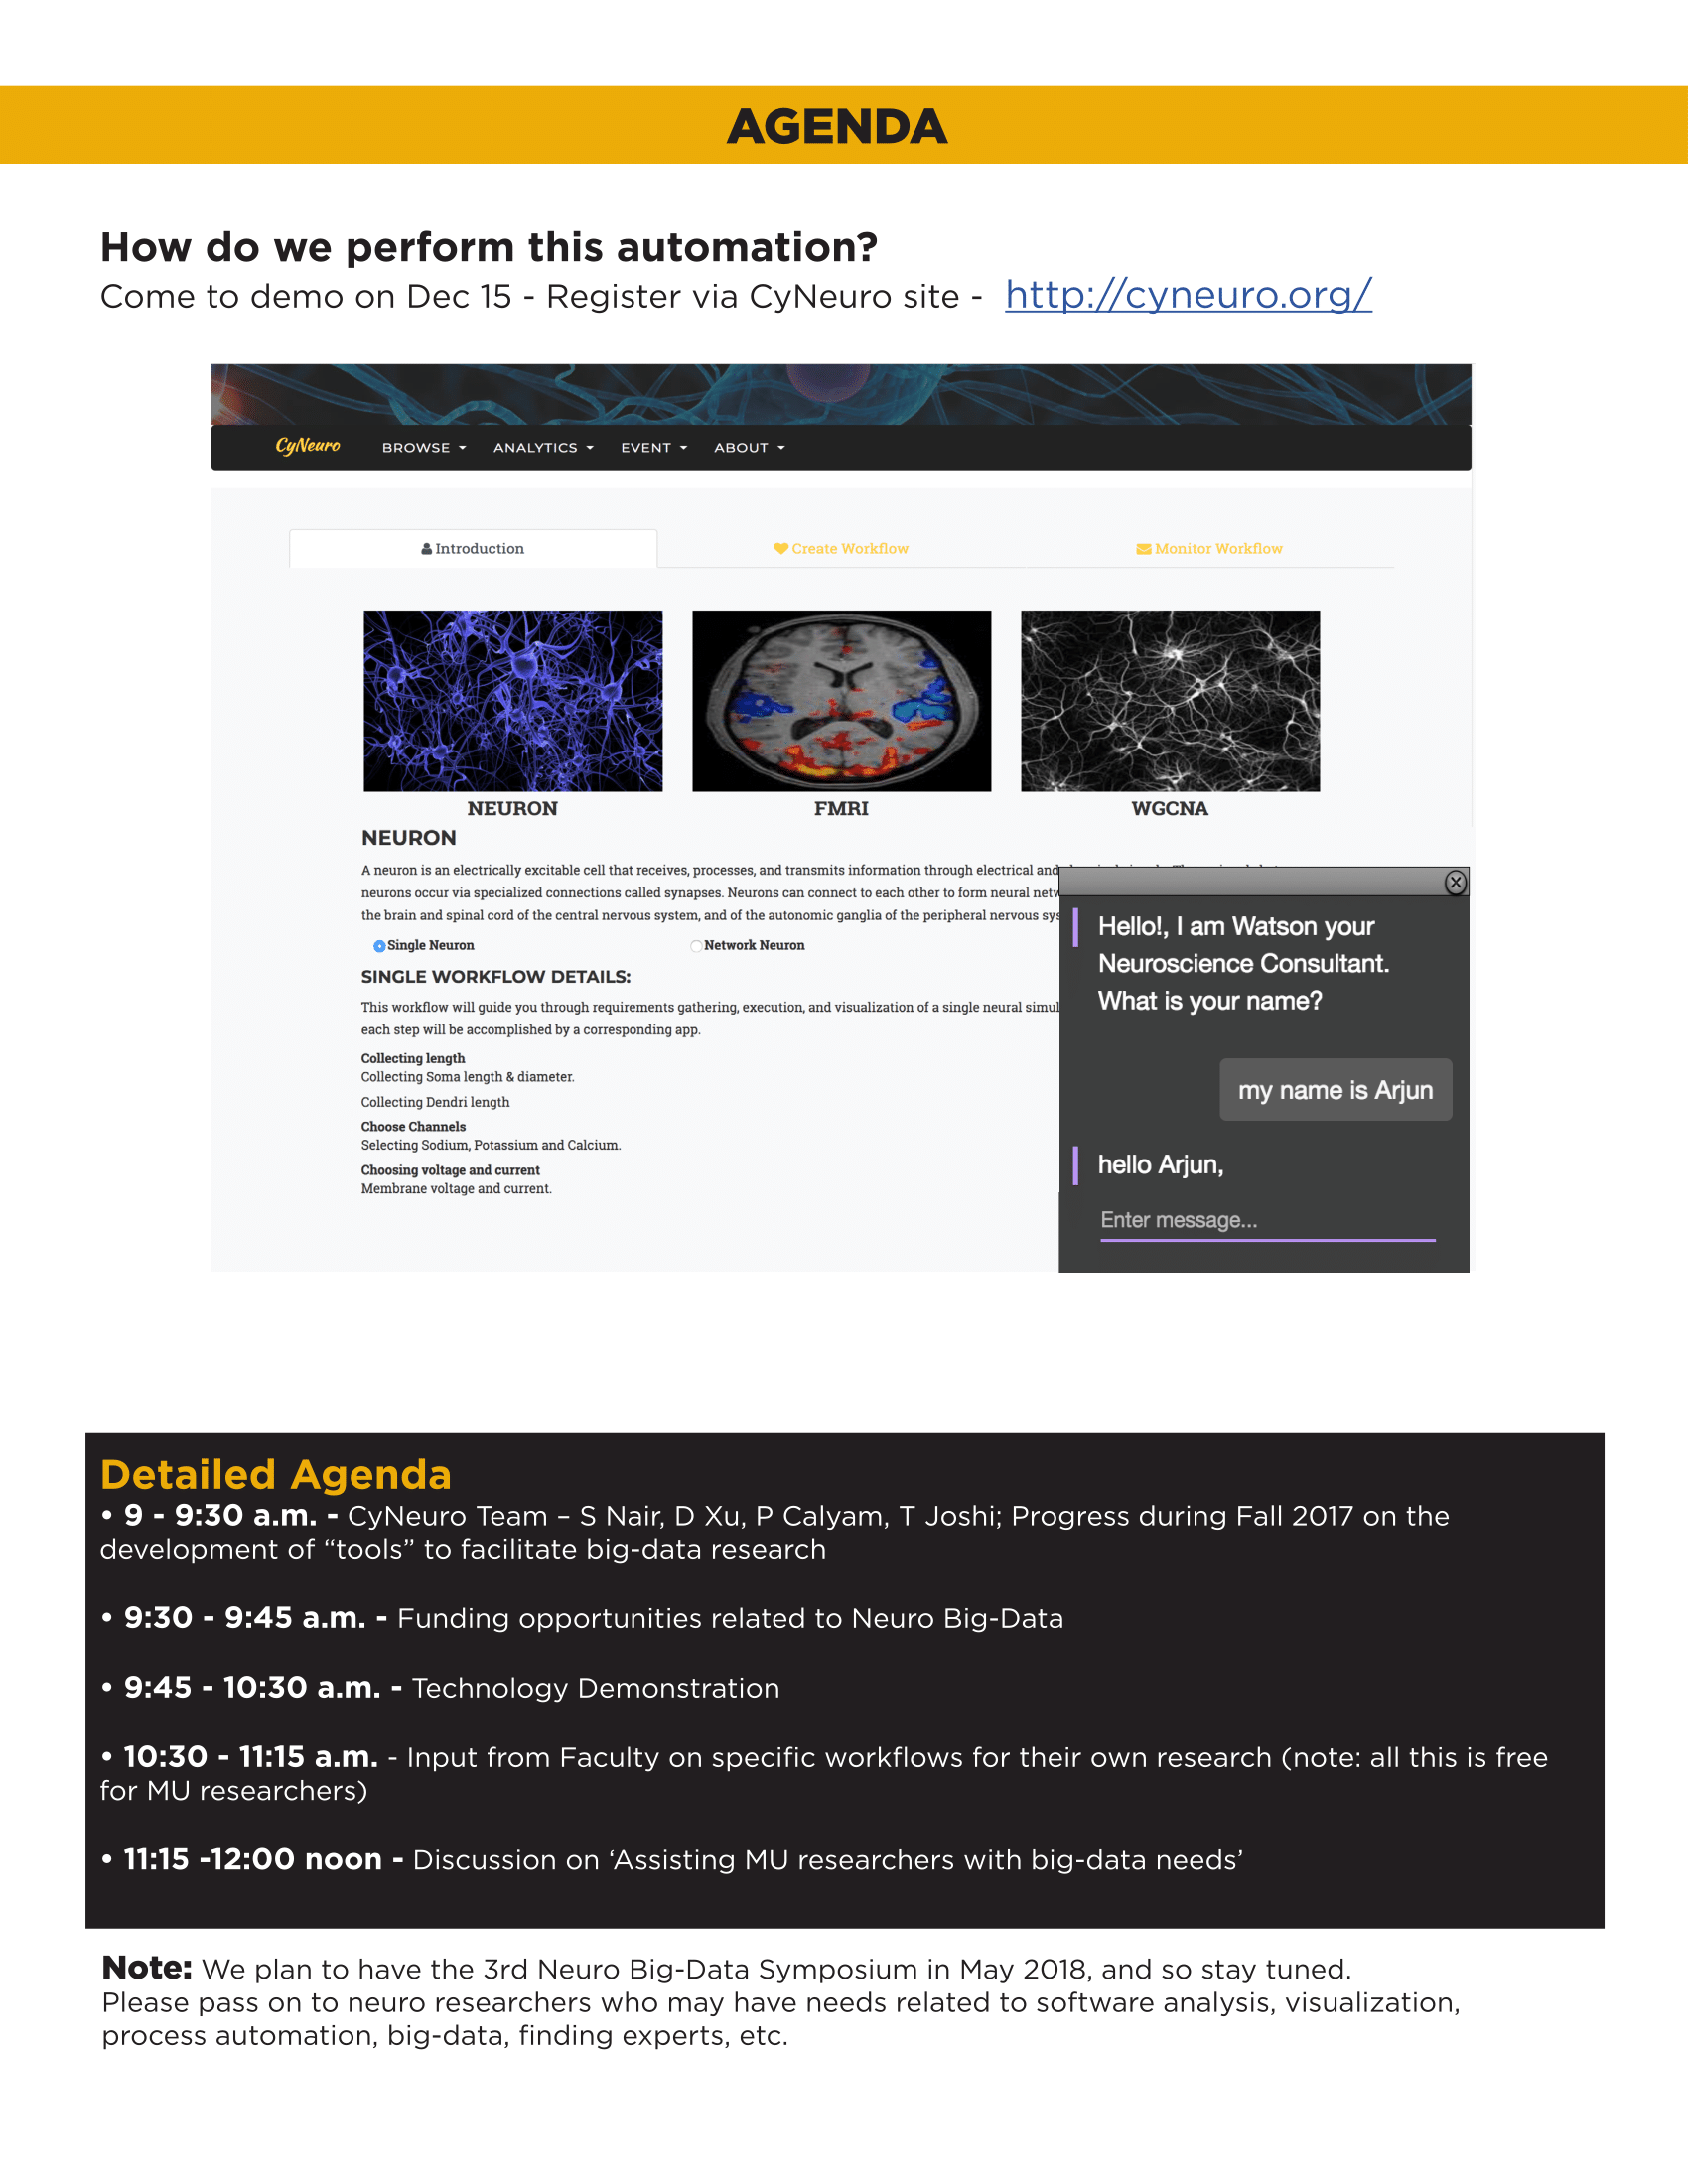 AGENDA
How do we perform this automation?
Come to demo on Dec 15 - Register via CyNeuro site - http://cyneuro.org/
CyNeuro BROWSE ANALYTICS EVENT ABOUT
Introduction Create Workflow Monitor Workflow
NEURON FMRI WGCNA
NEURON
A neuron is an electrically excitable cell that receives, processes, and transmits information through electrical and
neurons occur via specialized connections called synapses. Neurons can connect to each other to form neural netw
the brain and spinal cord of the central nervous system, and of the autonomic ganglia of the peripheral nervous sys
Single Neuron Network Neuron
SINGLE WORKFLOW DETAILS:
This workflow will guide you through requirements gathering, execution, and visualization of a single neural simul
each step will be accomplished by a corresponding app.
Collecting length
Collecting Soma length & diameter.
Collecting Dendri length
Choose Channels
Selecting Sodium, Potassium and Calcium.
Choosing voltage and current
Membrane voltage and current.
Hello!, I am Watson your
Neuroscience Consultant.
What is your name?
my name is Arjun
hello Arjun,
Enter message...
Detailed Agenda
• 9 - 9:30 a.m. - CyNeuro Team – S Nair, D Xu, P Calyam, T Joshi; Progress during Fall 2017 on the
development of “tools” to facilitate big-data research
• 9:30 - 9:45 a.m. - Funding opportunities related to Neuro Big-Data
• 9:45 - 10:30 a.m. - Technology Demonstration
• 10:30 - 11:15 a.m. - Input from Faculty on specific workflows for their own research (note: all this is free
for MU researchers)
• 11:15 -12:00 noon - Discussion on ‘Assisting MU researchers with big-data needs’
Note: We plan to have the 3rd Neuro Big-Data Symposium in May 2018, and so stay tuned.
Please pass on to neuro researchers who may have needs related to software analysis, visualization,
process automation, big-data, finding experts, etc.